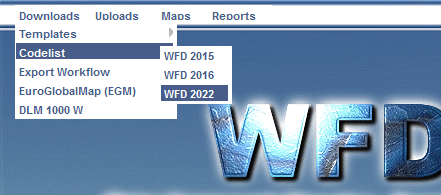 Downloads Uploads Maps Reports
Templates
Codelist
WFD 2015
Export Workflow
WFD 2016
EuroGlobalMap (EGM)
WFD 2022
DLM 1000 W
WFD